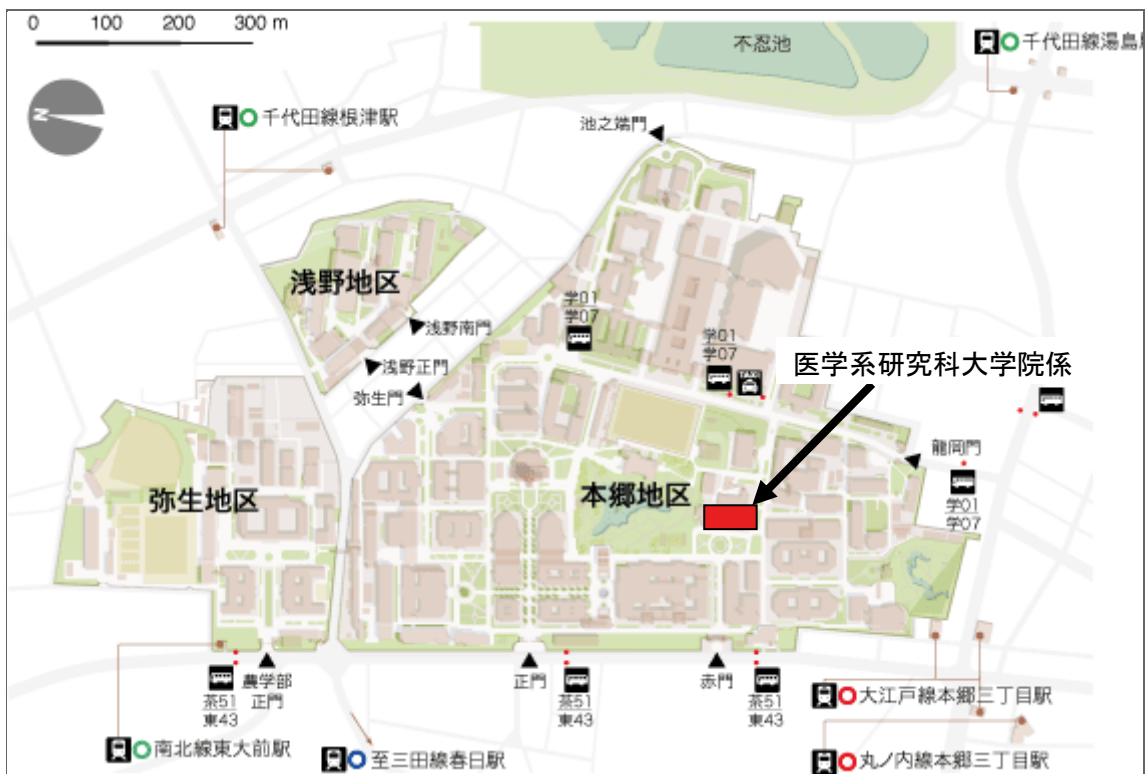 0 100 200 300 m
不忍池
千代田線湯島
N
千代田線根津駅
池之端門
浅野地区
学01
学07
浅野南門
学01
学07
TAXI
医学系研究科大学院係
浅野正門
弥生門
龍岡門
弥生地区
本郷地区
学01
学07
茶51
東43
農学部
正門
正門
茶51
東43
赤門
茶51
東43
大江戸線本郷三丁目駅
南北線東大前駅
至三田線春日駅
丸ノ内線本郷三丁目駅